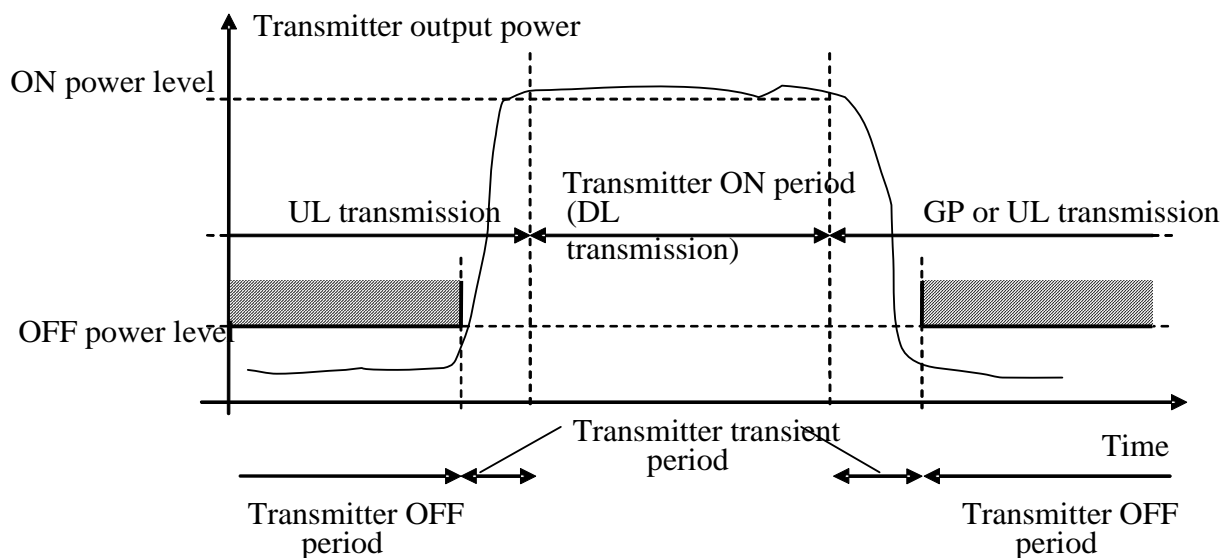 Transmitter output power
ON power level
UL transmission
Transmitter ON period
(DL
transmission)
GP or UL transmission
OFF power level
Transmitter transient
period
Time
Transmitter OFF
period
Transmitter OFF
period